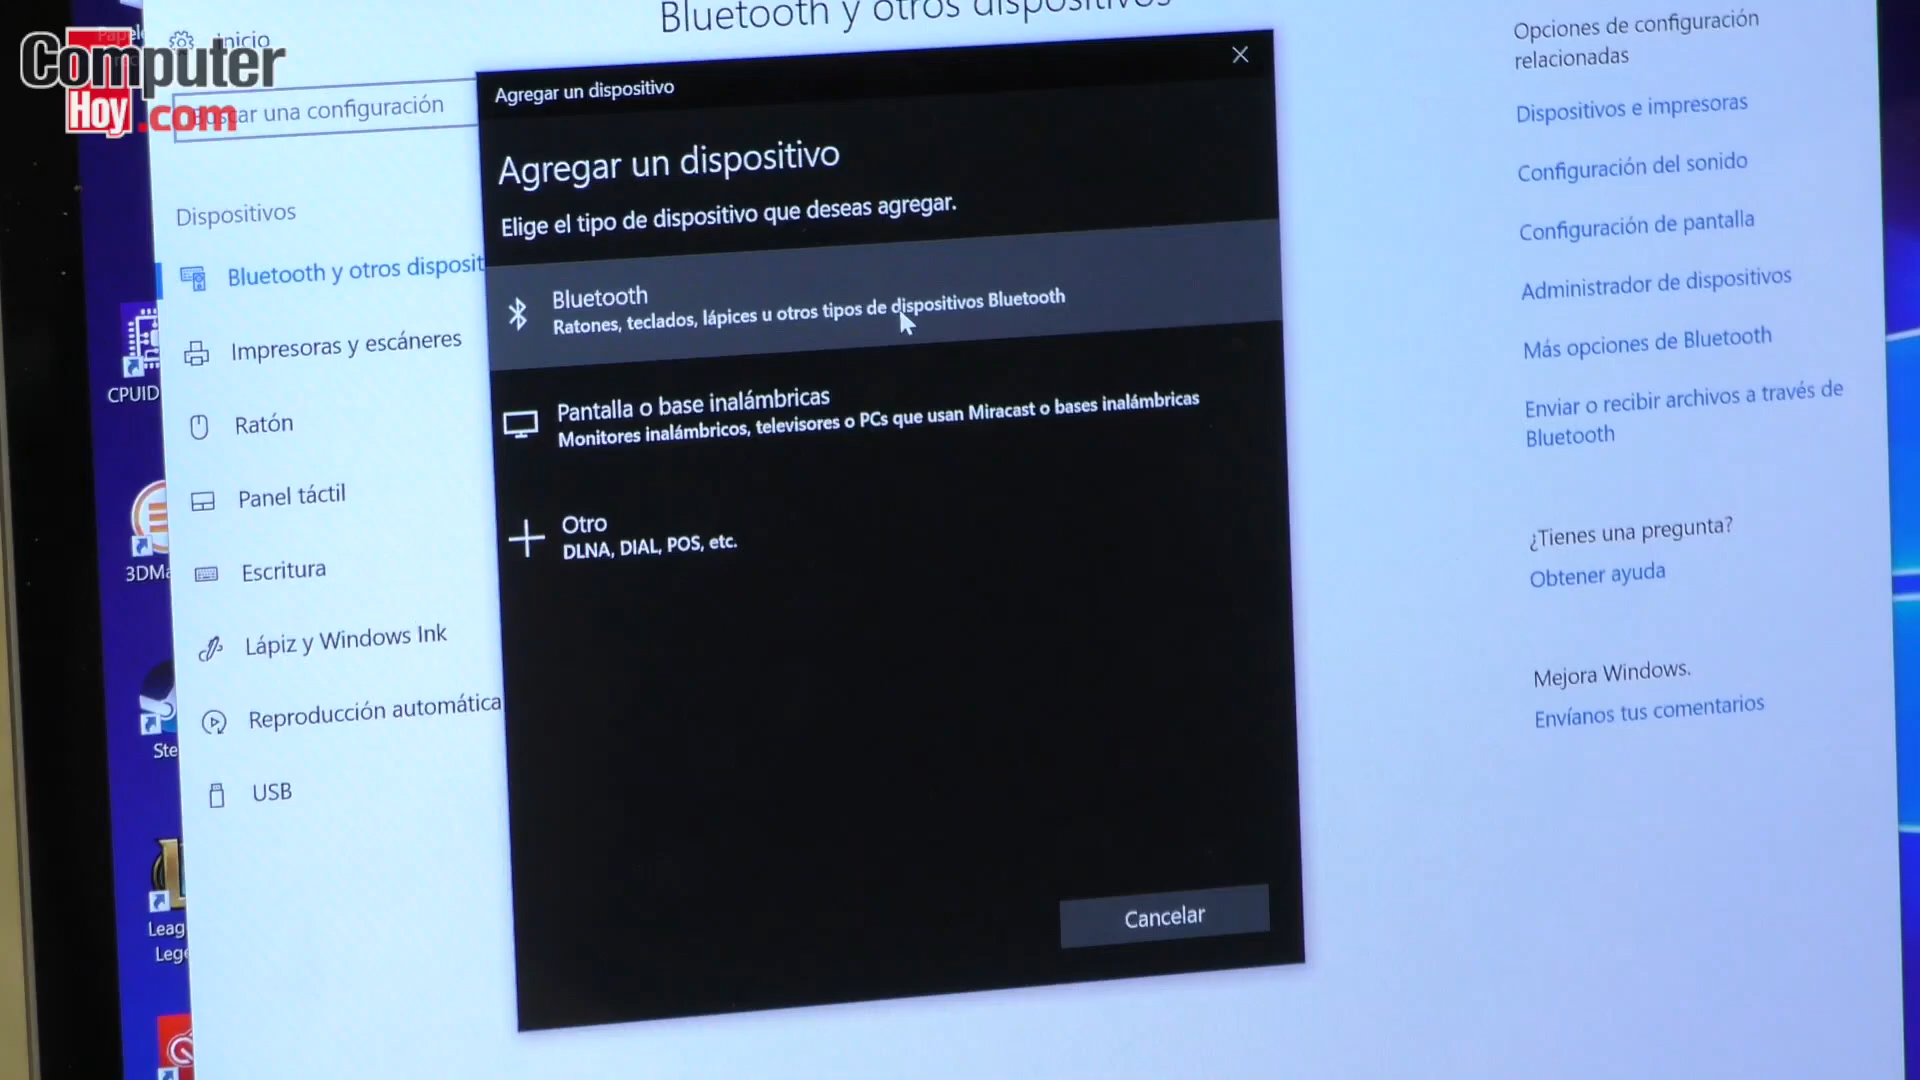 Bluetooth y otros dispositivos
Inicio
Computer
Hoy.com
Buscar una configuración
Dispositivos
Bluetooth y otros disposit
Impresoras y escáneres
Ratón
Panel táctil
Escritura
Lápiz y Windows Ink
Reproducción automática
USB
CPUID
3DMa
Ste
Leag
Lege
Agregar un dispositivo
Agregar un dispositivo
Elige el tipo de dispositivo que deseas agregar.
Bluetooth
Ratones, teclados, lápices u otros tipos de dispositivos Bluetooth
Pantalla o base inalámbricas
Monitores inalámbricos, televisores o PCs que usan Miracast o bases inalámbricas
Otro
DLNA, DIAL, POS, etc.
Cancelar
Opciones de configuración
relacionadas
Dispositivos e impresoras
Configuración del sonido
Configuración de pantalla
Administrador de dispositivos
Más opciones de Bluetooth
Enviar o recibir archivos a través de
Bluetooth
¿Tienes una pregunta?
Obtener ayuda
Mejora Windows.
Envíanos tus comentarios